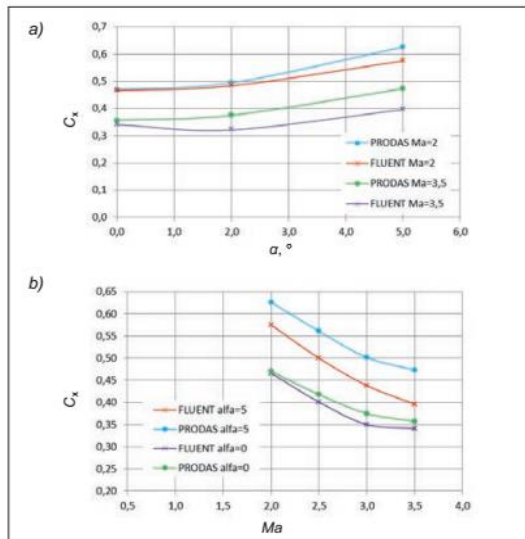 a)
0,7
0,6
0,5
0,4
0,3
0,2
0,1
0,0
Cx
PRODAS Ma=2
FLUENT Ma=2
PRODAS Ma=3,5
FLUENT Ma=3,5
0,0 1,0 2,0 3,0 4,0 5,0 6,0
α, °
b)
0,65
0,60
0,55
0,50
0,45
0,40
0,35
0,30
0,25
0,20
Cx
FLUENT alfa=5
PRODAS alfa=5
FLUENT alfa=0
PRODAS alfa=0
0,5 1,0 1,5 2,0 2,5 3,0 3,5 4,0
Ma